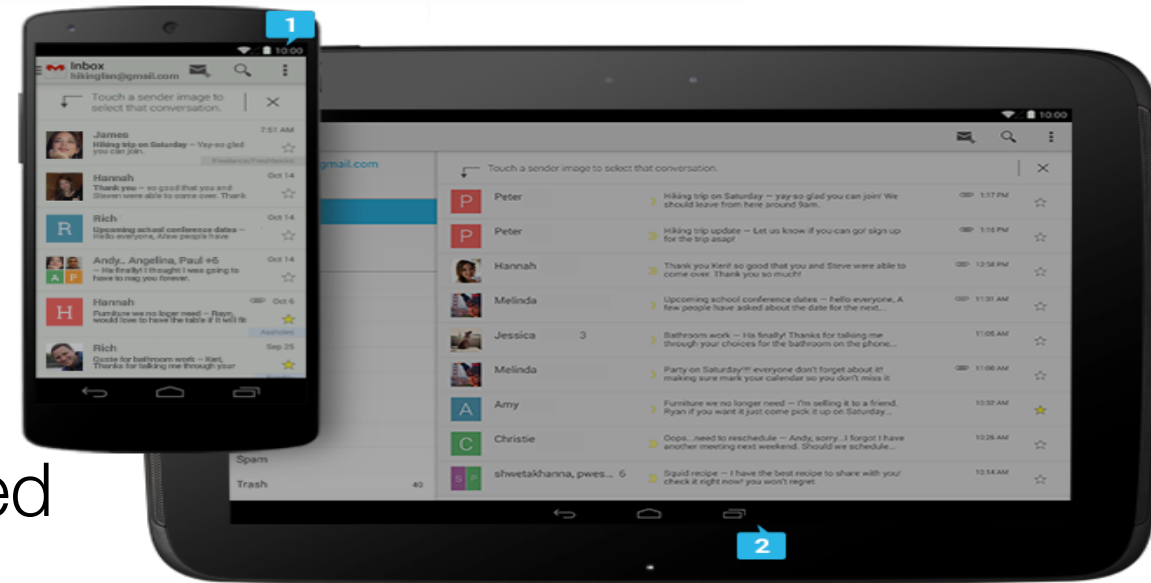 1
10:00
Inbox
hikingfan@gmail.com
Touch a sender image to
select that conversation.
James
7:51 AM
Hiking trip on Saturday – Yay-so glad
you can join.
Hannah
Oct 14
Thank you – so good that you and
Steven were able to come over. Thank
R
Rich
Oct 14
Upcoming school conference dates –
Hello everyone, Afew people have
A P
Andy.. Angelina, Paul +6
Oct 14
– Ha finally! I thought I was going to
have to nag you forever.
H
Hannah
Oct 6
Furniture we no loger need – Rayn,
would love to have the table if it will fit
Rich
Sep 25
Quote for bathroom work – Keri,
Thanks for talking me through your
ed
10:00
gmail.com
Touch a sender image to select that conversation.
P
Peter
Hiking trip on Saturday – yay-so glad you can join! We
should leave from here around 9am.
1:17 PM
P
Peter
Hiking trip update – Let us know if you can go! sign up
for the trip asap!
1:16 PM
Hannah
Thank you Keri! so good that you and Steve were able to
come over. Thank you so much!
12:58 PM
Melinda
Upcoming school conference dates – hello everyone, A
few people have asked about the date for the next...
11:31 AM
Jessica 3
Bathroom work – Ha finally! Thanks for talking me
through your choices for the bathroom on the phone...
11:05 AM
Melinda
Party on Saturday!!!! everyone don't forget about it!
making sure mark your calendar so you don't miss it
11:00 AM
A
Amy
Furniture we no longer need – I'm selling it to a friend.
Ryan if you want it just come pick it up on Saturday...
10:32 AM
C
Christie
Oops...need to reschedule – Andy, sorry...I forgot I have
another meeting next weekend. Should we schedule...
10:26 AM
S P
shwetakhanna, pwes... 6
Squid recipe – I have the best recipe to share with you!
check it right now! you won't regret
10:14 AM
Spam
Trash 40
2